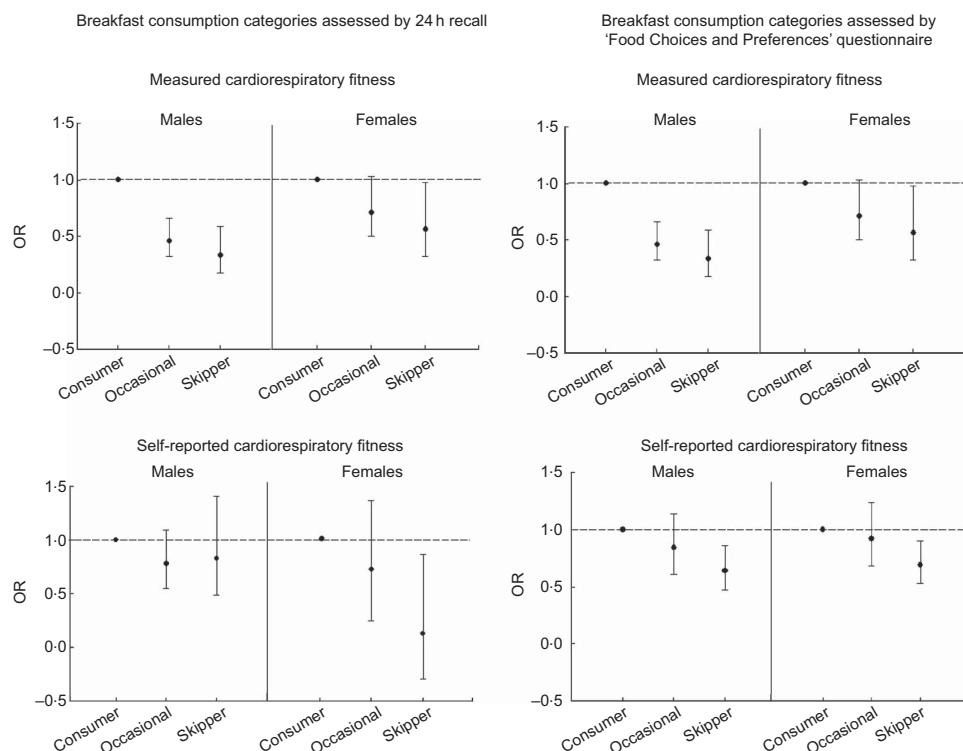 Breakfast consumption categories assessed by 24 h recall
Measured cardiorespiratory fitness
Males
Females
1·5
1·0
0·5
0·0
–0·5
OR
Consumer
Occasional
Skipper
Consumer
Occasional
Skipper
Breakfast consumption categories assessed by
‘Food Choices and Preferences’ questionnaire
Measured cardiorespiratory fitness
Males
Females
1·5
1·0
0·5
0·0
–0·5
OR
Consumer
Occasional
Skipper
Consumer
Occasional
Skipper
Self-reported cardiorespiratory fitness
Males
Females
1·5
1·0
0·5
0·0
–0·5
OR
Consumer
Occasional
Skipper
Consumer
Occasional
Skipper
Self-reported cardiorespiratory fitness
Males
Females
1·5
1·0
0·5
0·0
–0·5
OR
Consumer
Occasional
Skipper
Consumer
Occasional
Skipper